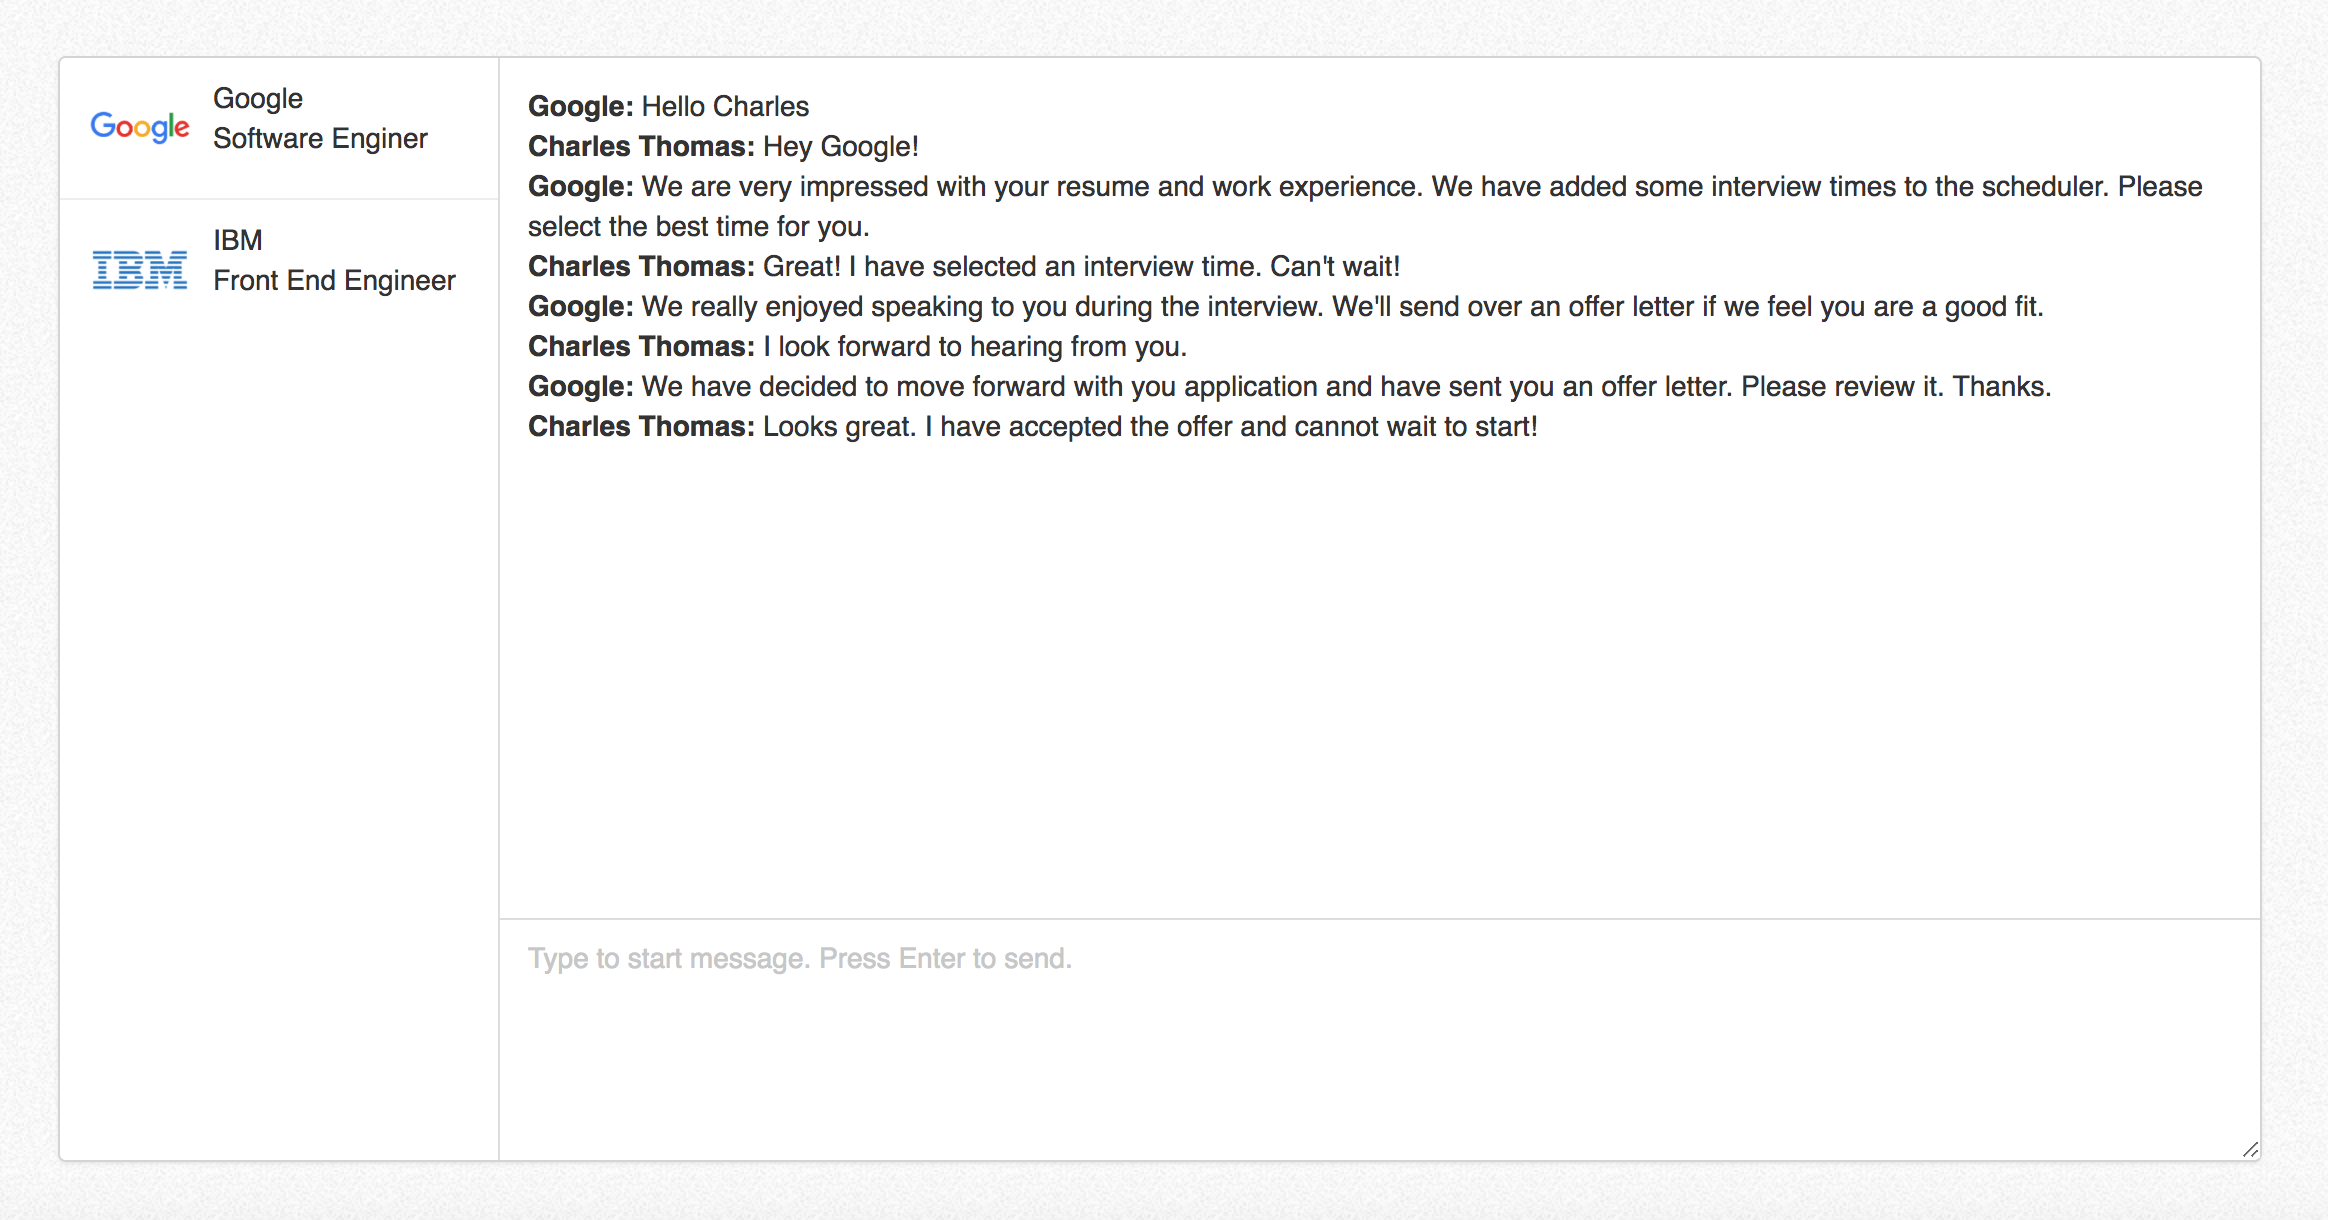 Google
Google
Software Enginer
IBM
IBM
Front End Engineer
Google: Hello Charles
Charles Thomas: Hey Google!
Google: We are very impressed with your resume and work experience. We have added some interview times to the scheduler. Please
select the best time for you.
Charles Thomas: Great! I have selected an interview time. Can't wait!
Google: We really enjoyed speaking to you during the interview. We'll send over an offer letter if we feel you are a good fit.
Charles Thomas: I look forward to hearing from you.
Google: We have decided to move forward with you application and have sent you an offer letter. Please review it. Thanks.
Charles Thomas: Looks great. I have accepted the offer and cannot wait to start!
Type to start message. Press Enter to send.